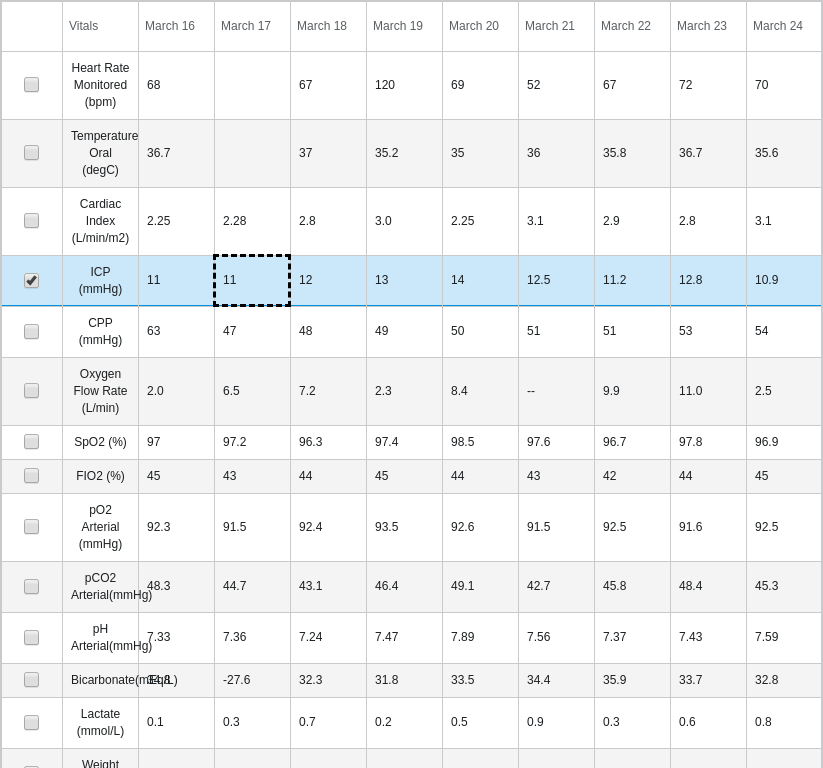 Vitals March 16 March 17 March 18 March 19 March 20 March 21 March 22 March 23 March 24
Heart Rate
Monitored
(bpm)
68 67 120 69 52 67 72 70
Temperature
Oral
(degC)
36.7 37 35.2 35 36 35.8 36.7 35.6
Cardiac
Index
(L/min/m2)
2.25 2.28 2.8 3.0 2.25 3.1 2.9 2.8 3.1
ICP
(mmHg)
11 11 12 13 14 12.5 11.2 12.8 10.9
CPP
(mmHg)
63 47 48 49 50 51 51 53 54
Oxygen
Flow Rate
(L/min)
2.0 6.5 7.2 2.3 8.4 -- 9.9 11.0 2.5
SpO2 (%) 97 97.2 96.3 97.4 98.5 97.6 96.7 97.8 96.9
FIO2 (%) 45 43 44 45 44 43 42 44 45
pO2
Arterial
(mmHg)
92.3 91.5 92.4 93.5 92.6 91.5 92.5 91.6 92.5
pCO2
Arterial(mmHg)
48.3 44.7 43.1 46.4 49.1 42.7 45.8 48.4 45.3
pH
Arterial(mmHg)
7.33 7.36 7.24 7.47 7.89 7.56 7.37 7.43 7.59
Bicarbonate(mEq/L) 34.8 -27.6 32.3 31.8 33.5 34.4 35.9 33.7 32.8
Lactate
(mmol/L)
0.1 0.3 0.7 0.2 0.5 0.9 0.3 0.6 0.8
Weight